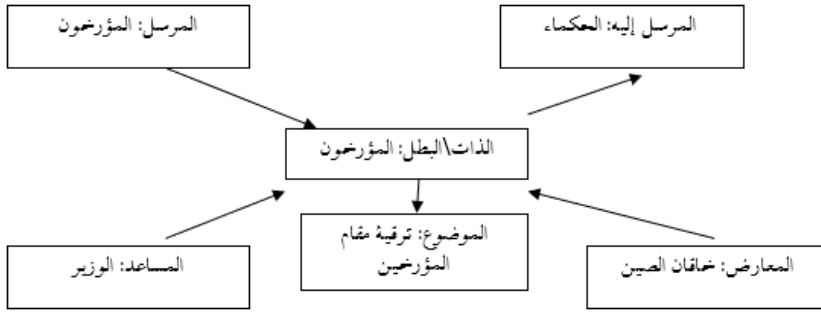 المرسل: المؤرخون
المرسل إليه: الحكماء
الذات\البطل: المؤرخون
الموضوع: ترقية مقام
المؤرخين
المعارض: خاقان الصين
المساعد: الوزير